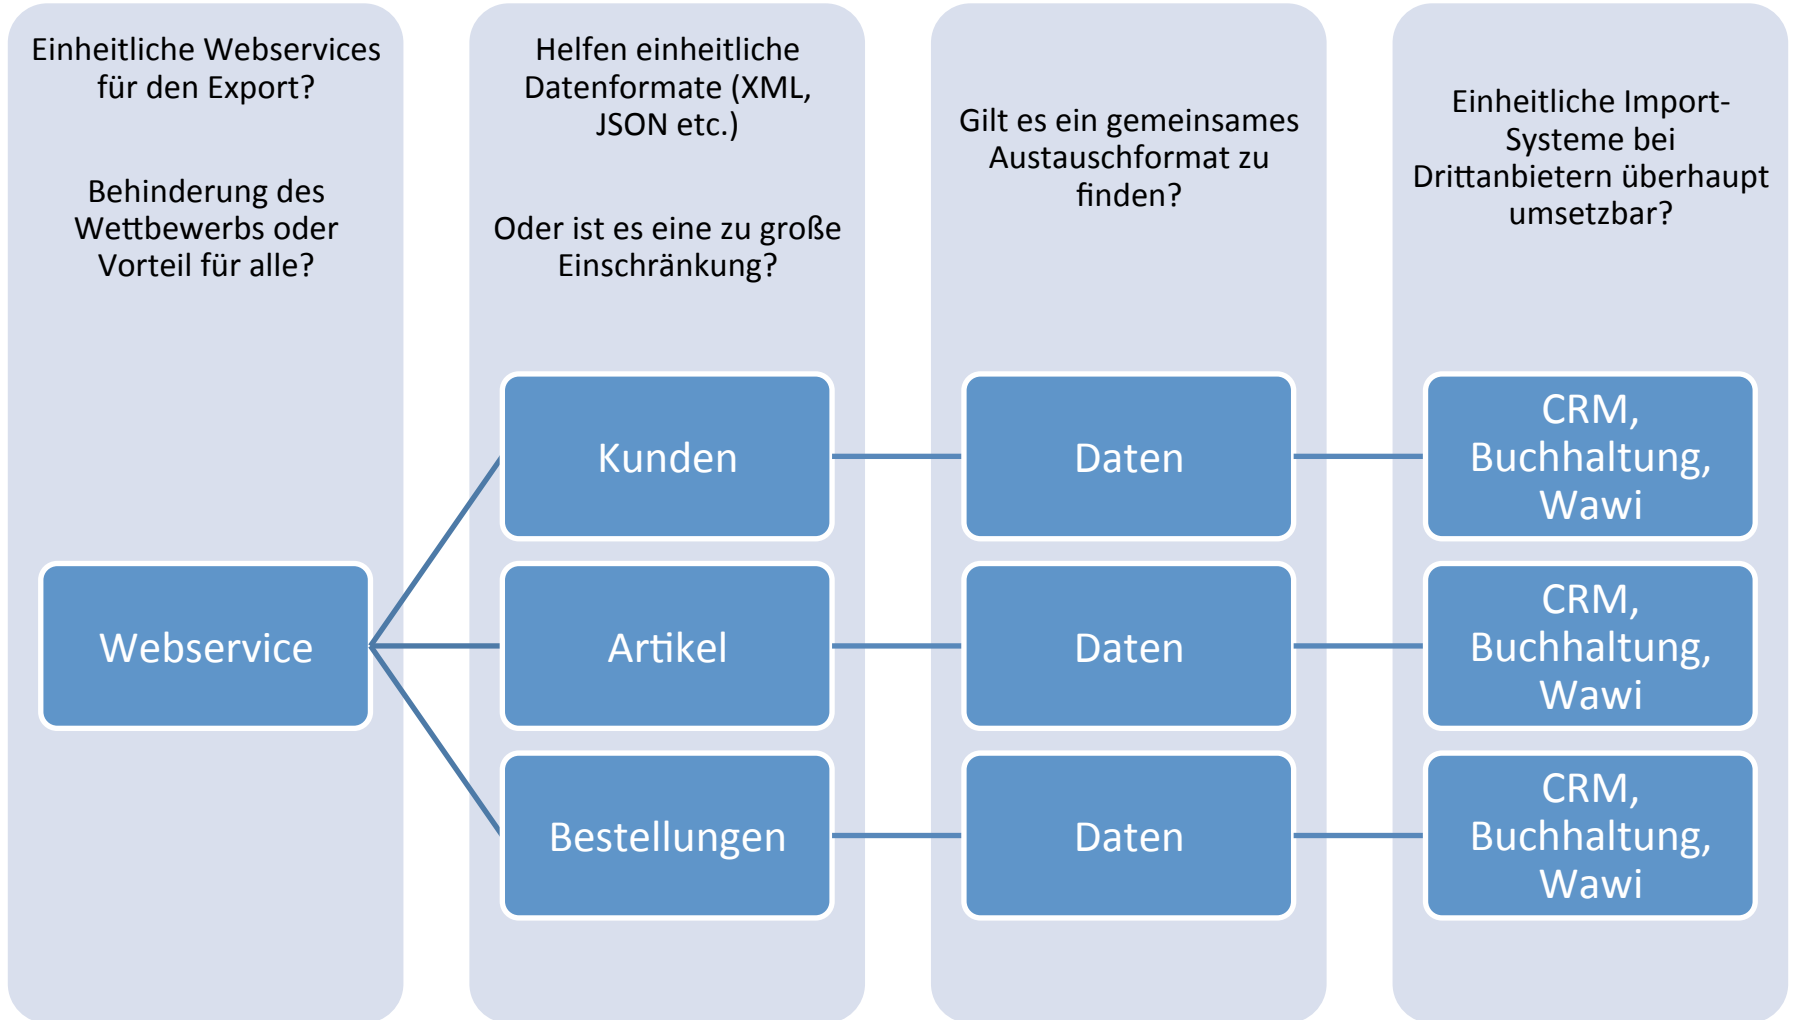 Einheitliche Webservices
für den Export?
Behinderung des
Wettbewerbs oder
Vorteil für alle?
Webservice
Helfen einheitliche
Datenformate (XML,
JSON etc.)
Oder ist es eine zu große
Einschränkung?
Kunden
Artikel
Bestellungen
Gilt es ein gemeinsames
Austauschformat zu
finden?
Daten
Daten
Daten
Einheitliche Import-
Systeme bei
Drittanbietern überhaupt
umsetzbar?
CRM,
Buchhaltung,
Wawi
CRM,
Buchhaltung,
Wawi
CRM,
Buchhaltung,
Wawi